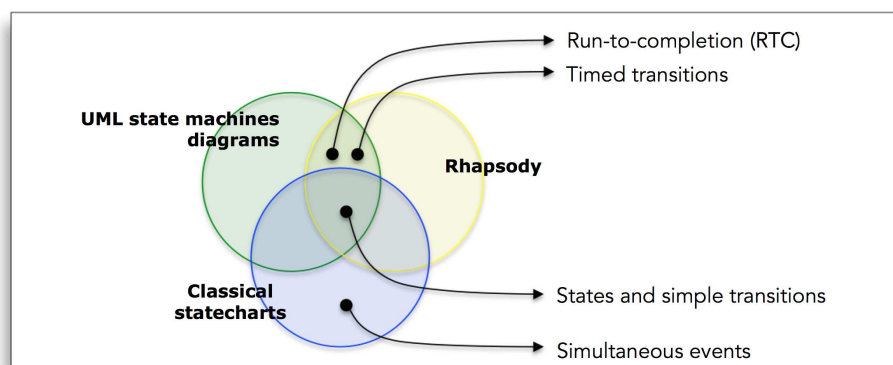 Run-to-completion (RTC)
Timed transitions
UML state machines
diagrams
Rhapsody
Classical
statecharts
States and simple transitions
Simultaneous events